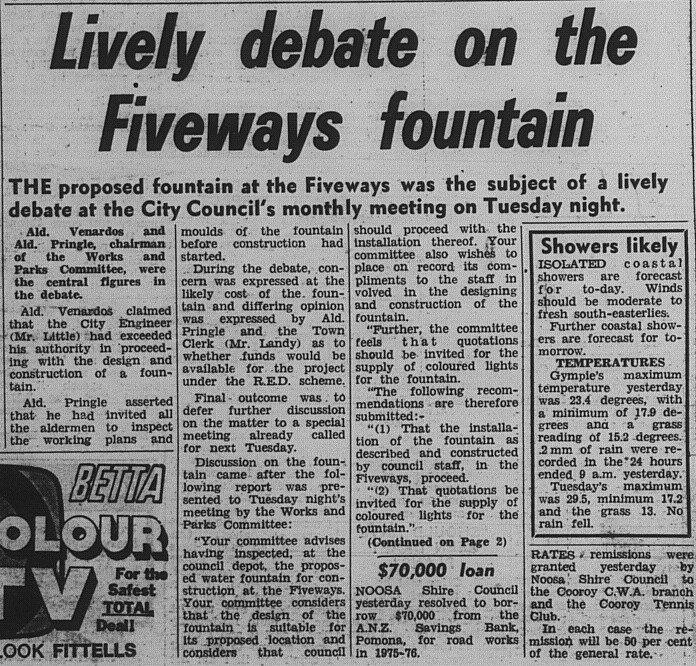 Lively debate on the
Fiveways fountain
THE proposed fountain at the Fiveways was the subject of a lively
debate at the City Council's monthly meeting on Tuesday night.
Ald. Venardos and
Ald. Pringle, chairman
of the Works and
Parks Committee, were
the central figures in
the debate.
Ald. Venardos claimed
that the City Engineer
(Mr. Little) had exceeded
his authority in proceed-
ing with the design and
construction of a foun-
tain.
Ald. Pringle asserted
that he had invited all
the aldermen to inspect
the working plans and
moulds of the fountain
before construction had
started.
During the debate, con-
cern was expressed at the
likely cost of the foun-
tain and differing opinion
was expressed by Ald.
Pringle and the Town
Clerk (Mr. Landy) as to
whether funds would be
available for the project
under the R.E.D. scheme.
Final outcome was to
defer further discussion
on the matter to a special
meeting already called
for next Tuesday.
Discussion on the foun-
tain came after the fol-
lowing report was pre-
sented to Tuesday night's
meeting by the Works and
Parks Committee:
"Your committee advises
having inspected, at the
council depot, the propos-
ed water fountain for con-
struction at the Fiveways.
Your committee considers
that the design of the
fountain is suitable for
its proposed location and
considers that council
should proceed with the
installation thereof. Your
committee also wishes to
place on record its com-
pliments to the staff in
volved in the designing
and construction of the
fountain.
"Further, the committee
feels that quotations
should be invited for the
supply of coloured lights
for the fountain.
"The following recom-
mendations are therefore
submitted:-
"(1) That the installa-
tion of the fountain as
described and constructed
by council staff, in the
Fiveways, proceed.
"(2) That quotations be
invited for the supply of
coloured lights for the
fountain."
(Continued on Page 2)
$70,000 loan
NOOSA Shire Council
yesterday resolved to bor-
row $70,000 from the
A.N.Z. Savings Bank,
Pomona, for road works
in 1975-76.
Showers likely
ISOLATED coastal
showers are forecast
for to-day. Winds
should be moderate to
fresh south-easterlies.
Further coastal show-
ers are forecast for to-
morrow.
TEMPERATURES
Gympie's maximum
temperature yesterday
was 23.4 degrees, with
a minimum of 17.9 de-
grees and a grass
reading of 15.2 degrees.
.2 mm of rain were re-
corded in the 24 hours
ended 9 a.m. yesterday.
Tuesday's maximum
was 29.5, minimum 17.2
and the grass 13. No
rain fell.
RATES remissions were
granted yesterday by
Noosa Shire Council to
the Cooroy C.W.A. branch
and the Cooroy Tennis
Club.
In each case the re-
mission will be 50 per cent
of the general rate.
BETTA
OLOUR
TV
For the
Safest
TOTAL
Deal!
LOOK FITTELLS